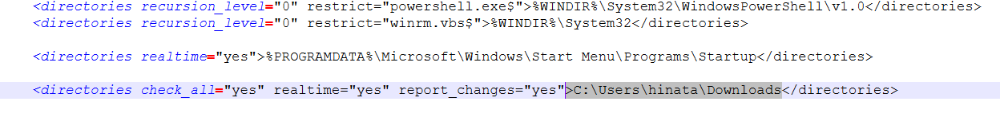 <directories recursion_level="0" restrict="powershell.exe$">%WINDIR%\System32\WindowsPowerShell\v1.0</directories>
<directories recursion_level="0" restrict="winrm.vbs$">%WINDIR%\System32</directories>
<directories realtime="yes">%PROGRAMDATA%\Microsoft\Windows\Start Menu\Programs\Startup</directories>
<directories check_all="yes" realtime="yes" report_changes="yes">C:\Users\hinata\Downloads</directories>